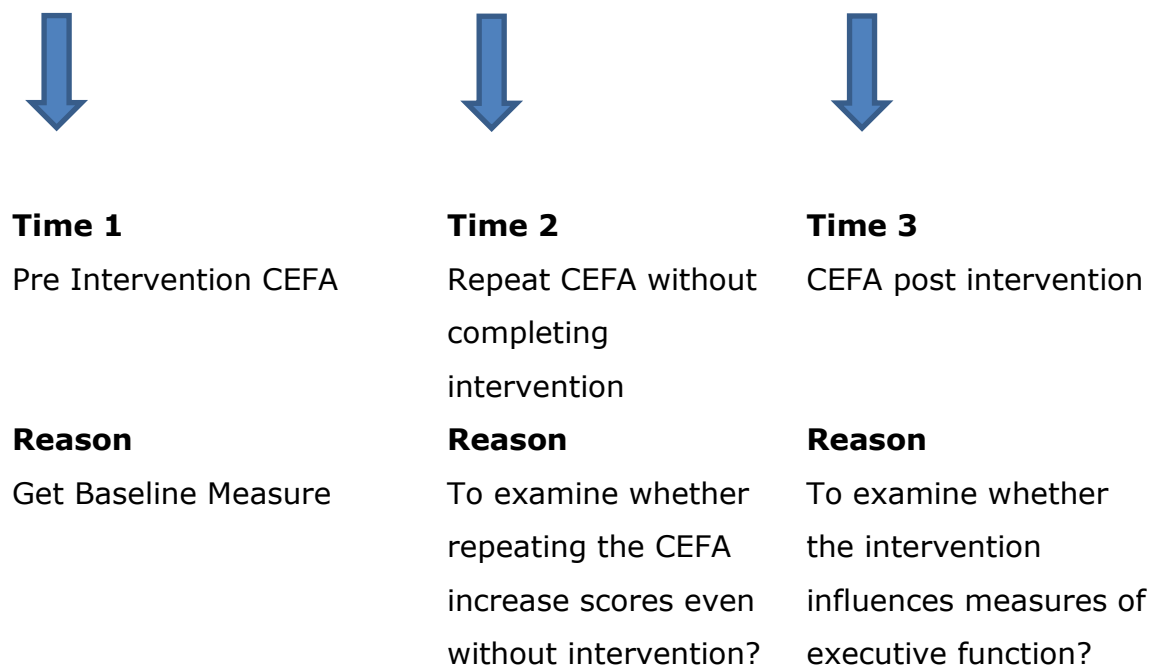 Time 1
Pre Intervention CEFA
Reason
Get Baseline Measure
Time 2
Repeat CEFA without
completing
intervention
Reason
To examine whether
repeating the CEFA
increase scores even
without intervention?
Time 3
CEFA post intervention
Reason
To examine whether
the intervention
influences measures of
executive function?